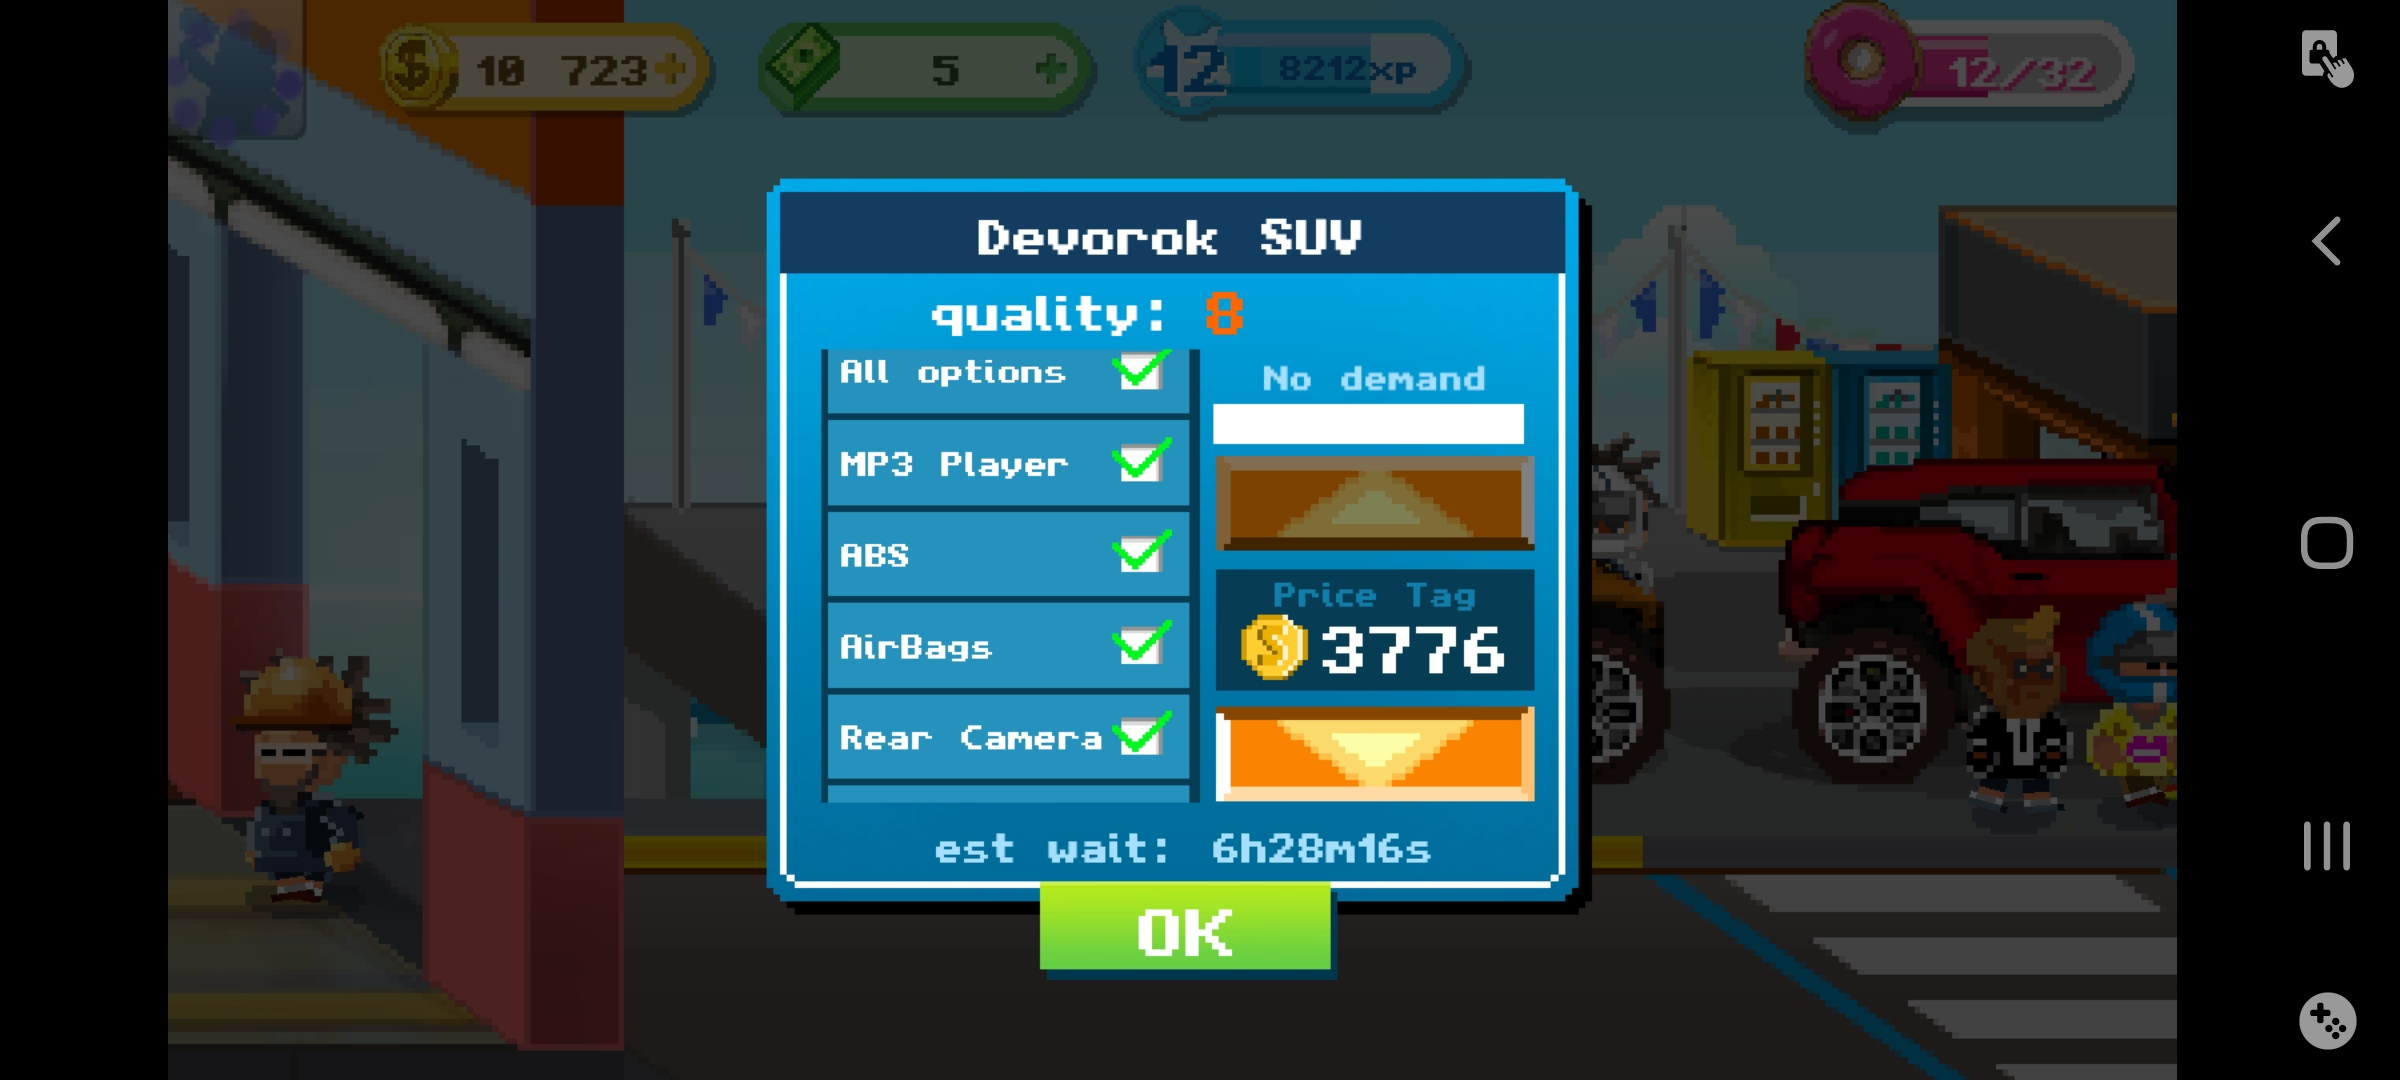 10 723
5
12
8212xp
12/32
Devorok SUV
quality: 8
All options
MP3 Player
ABS
AirBags
Rear Camera
No demand
Price Tag
3776
est wait: 6h28m16s
OK